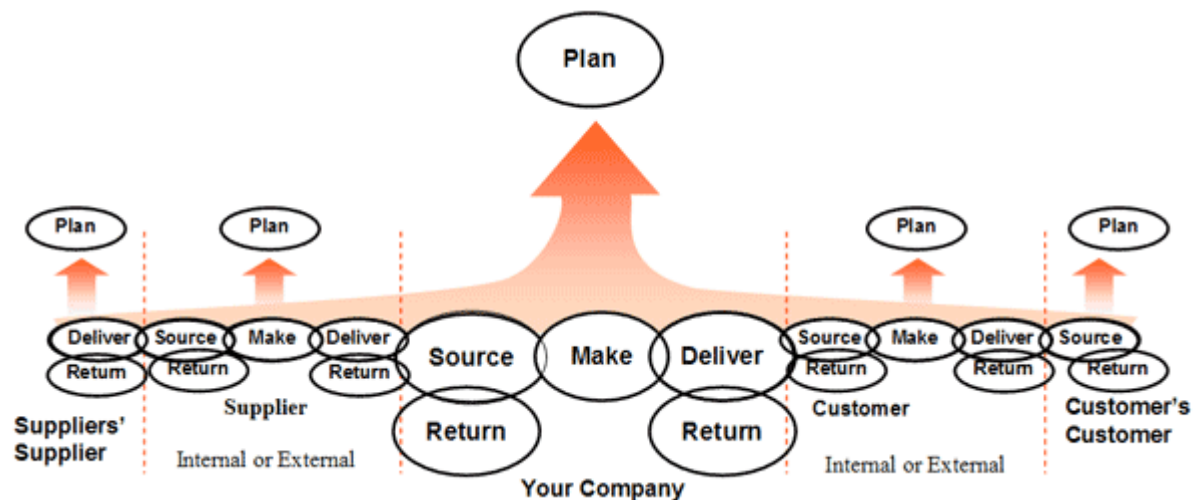 Plan
Plan
Plan
Plan
Plan
Deliver
Source
Make
Deliver
Source
Make
Deliver
Source
Make
Deliver
Source
Return
Return
Return
Return
Return
Return
Return
Return
Suppliers'
Supplier
Supplier
Internal or External
Your Company
Customer
Internal or External
Customer's
Customer